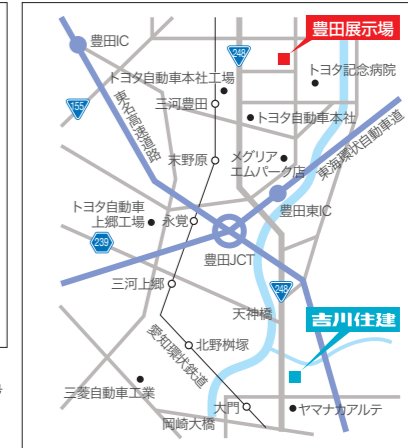 豊田展示場
豊田IC
248
トヨタ自動車本社工場
トヨタ記念病院
155
三河豊田
東名高速道路
トヨタ自動車本社
末野原
メグリア
エムパーク店
東海環状自動車道
豊田東IC
トヨタ自動車
上郷工場
永覚
239
豊田JCT
三河上郷
248
天神橋
吉川住建
愛知環状鉄道
北野桝塚
三菱自動車工業
大門
ヤマナカアルテ
岡崎大橋